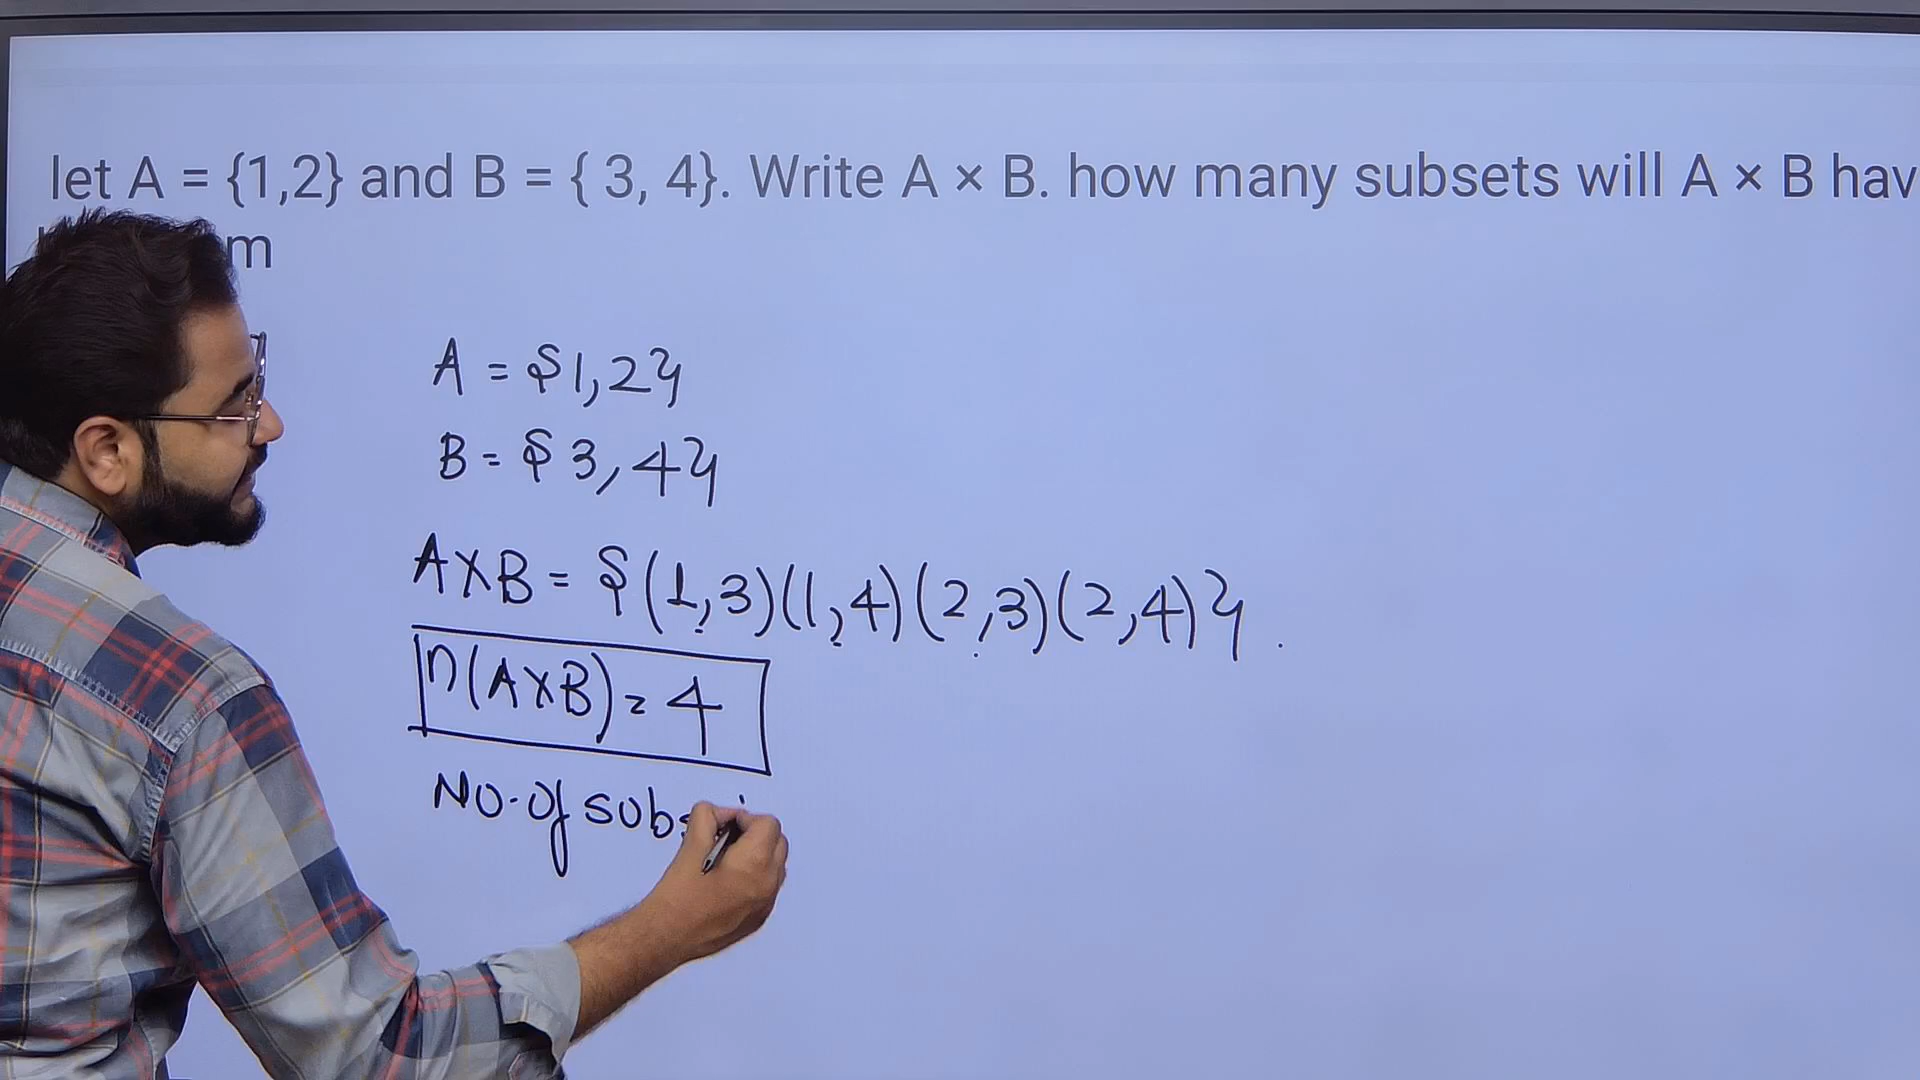 let A = {1,2} and B = { 3, 4}. Write A × B. how many subsets will A × B hav
A = {1,2}
B = { 3, 4}
A×B = {(1,3)(1,4)(2,3)(2,4)}.
n(A×B) = 4
No. of